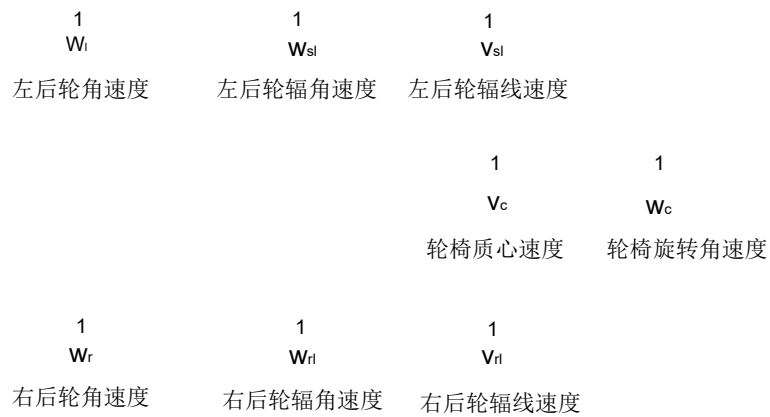 1 1 1
Wl Wsl Vsl
左后轮角速度 左后轮辐角速度 左后轮辐线速度
1 1
Vc Wc
轮椅质心速度 轮椅旋转角速度
1 1 1
Wr Wrl Vrl
右后轮角速度 右后轮辐角速度 右后轮辐线速度